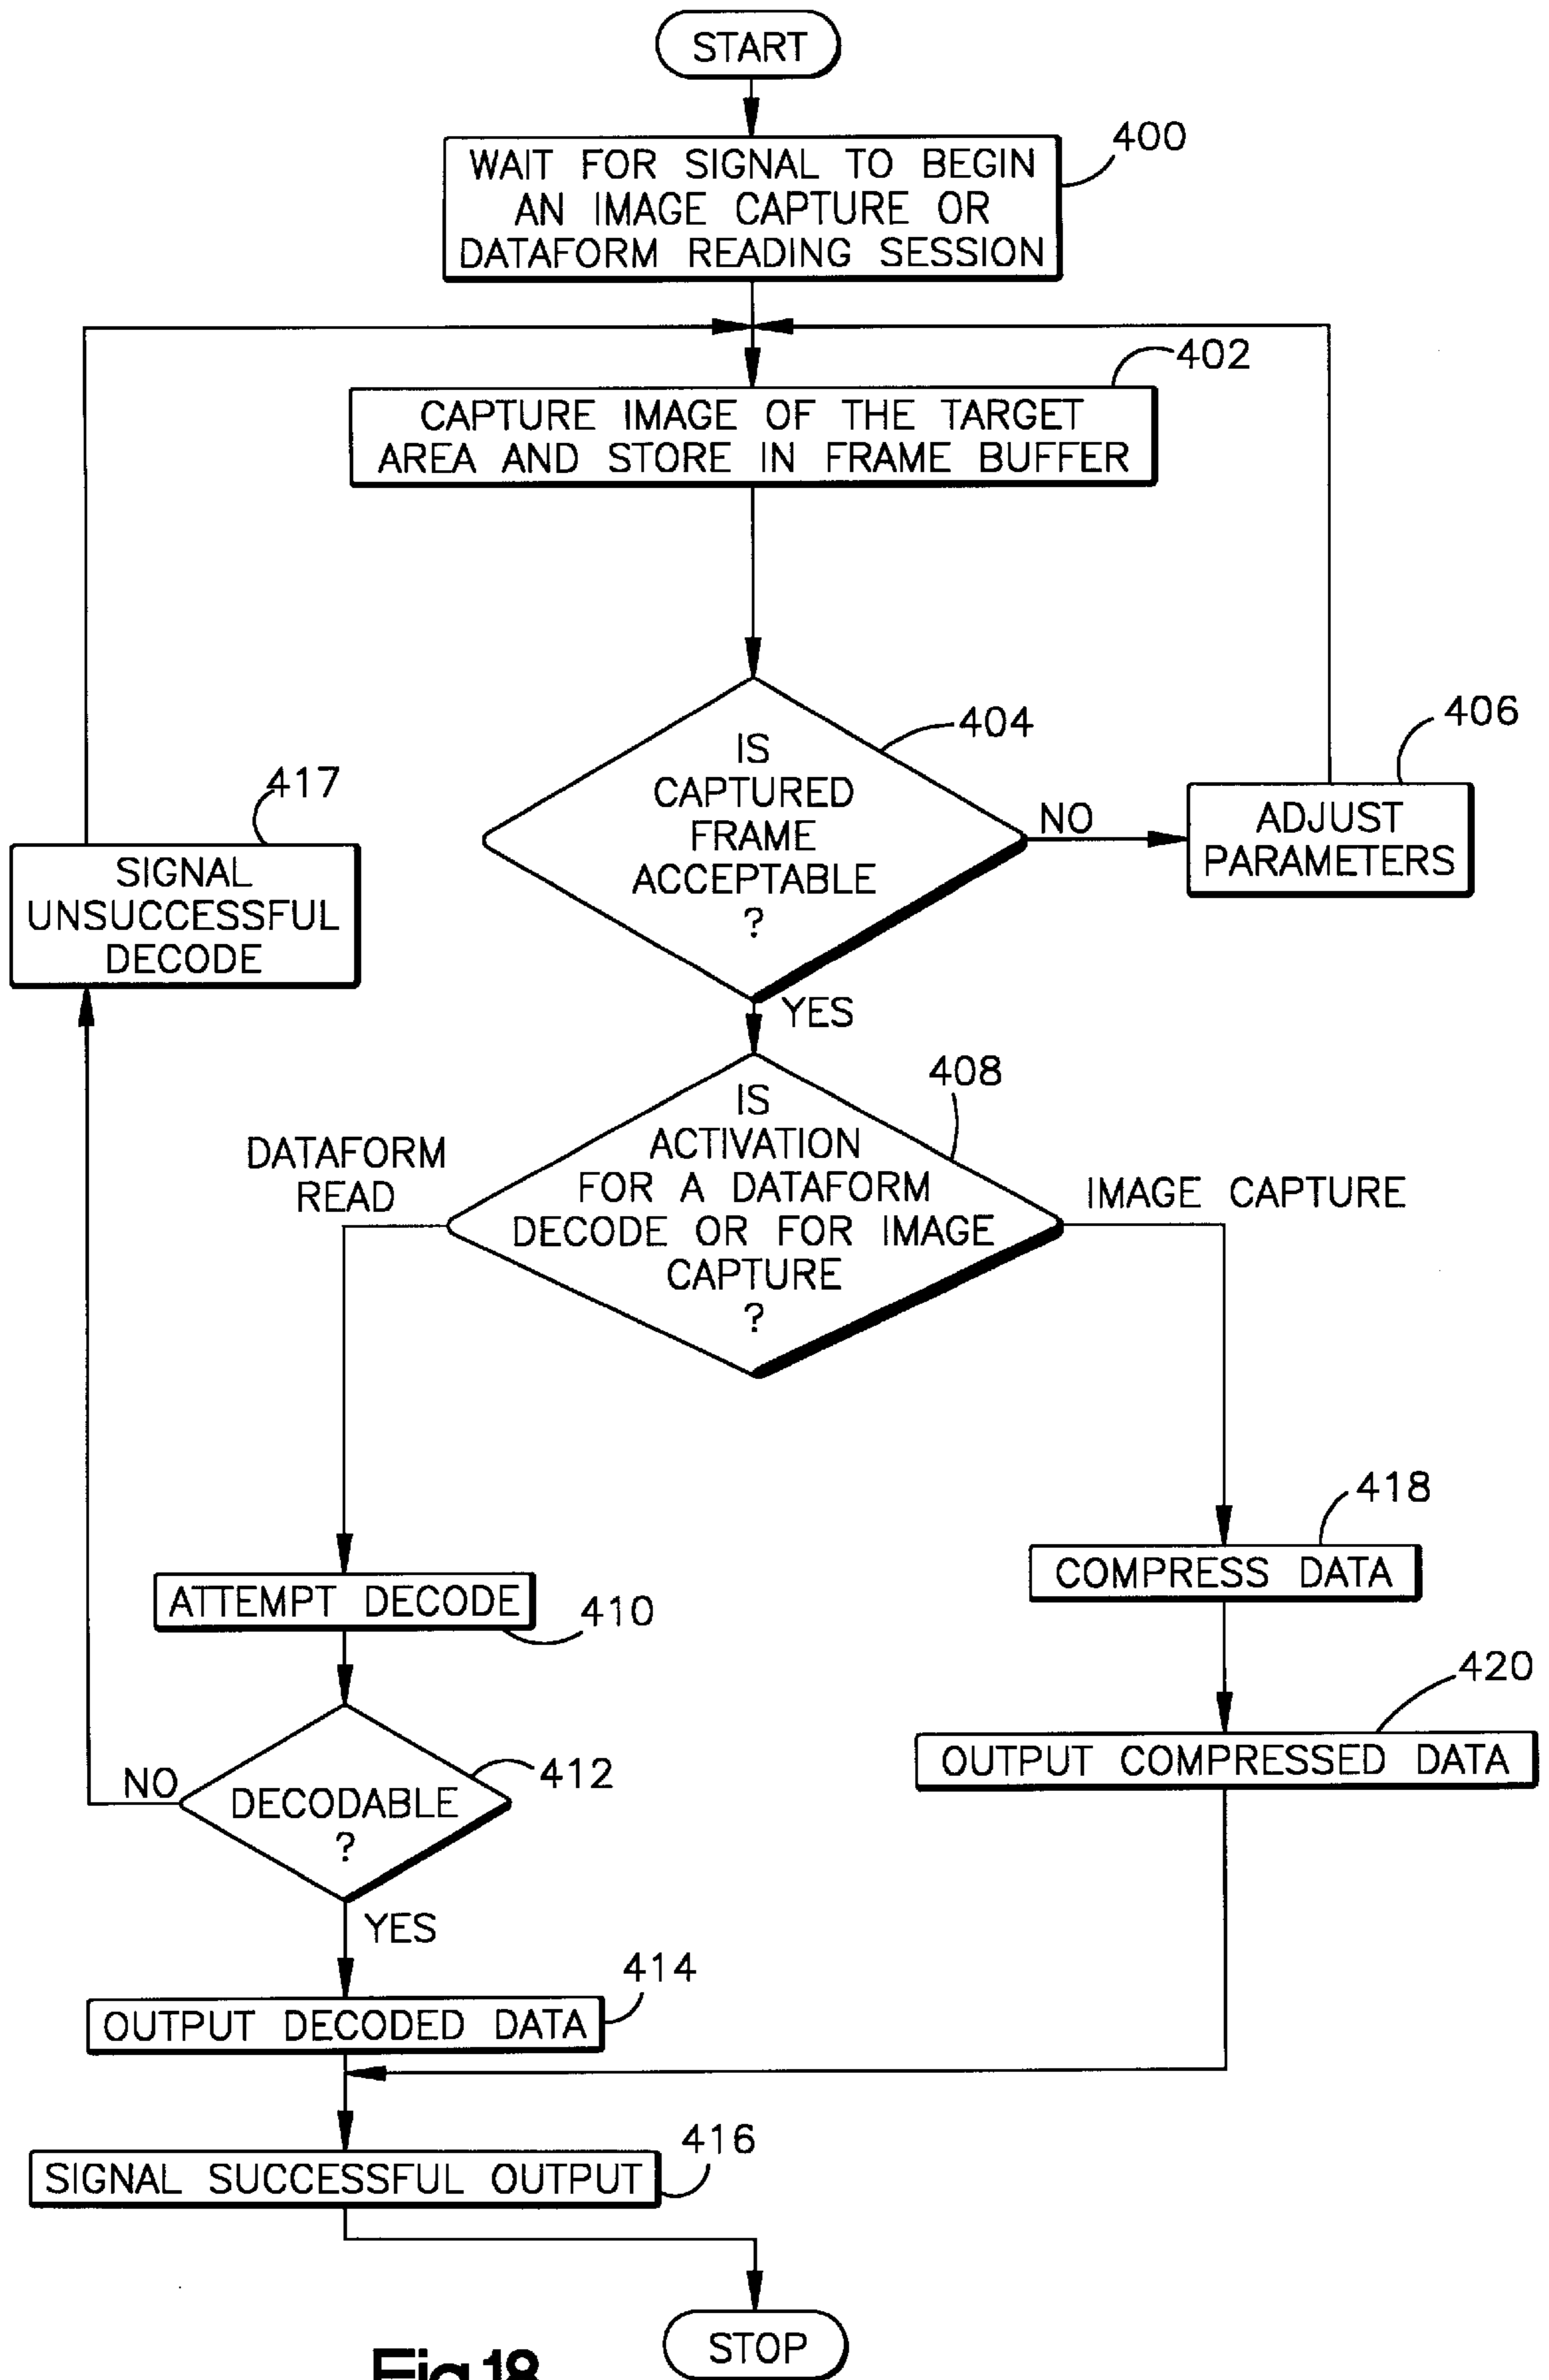 START
400
WAIT FOR SIGNAL TO BEGIN
AN IMAGE CAPTURE OR
DATAFORM READING SESSION
402
CAPTURE IMAGE OF THE TARGET
AREA AND STORE IN FRAME BUFFER
404
IS
CAPTURED
FRAME
ACCEPTABLE
?
NO
406
ADJUST
PARAMETERS
417
SIGNAL
UNSUCCESSFUL
DECODE
YES
408
IS
ACTIVATION
FOR A DATAFORM
DECODE OR FOR IMAGE
CAPTURE
?
DATAFORM
READ
IMAGE CAPTURE
ATTEMPT DECODE
410
418
COMPRESS DATA
420
OUTPUT COMPRESSED DATA
412
DECODABLE
?
NO
YES
414
OUTPUT DECODED DATA
416
SIGNAL SUCCESSFUL OUTPUT
STOP
Fig.18